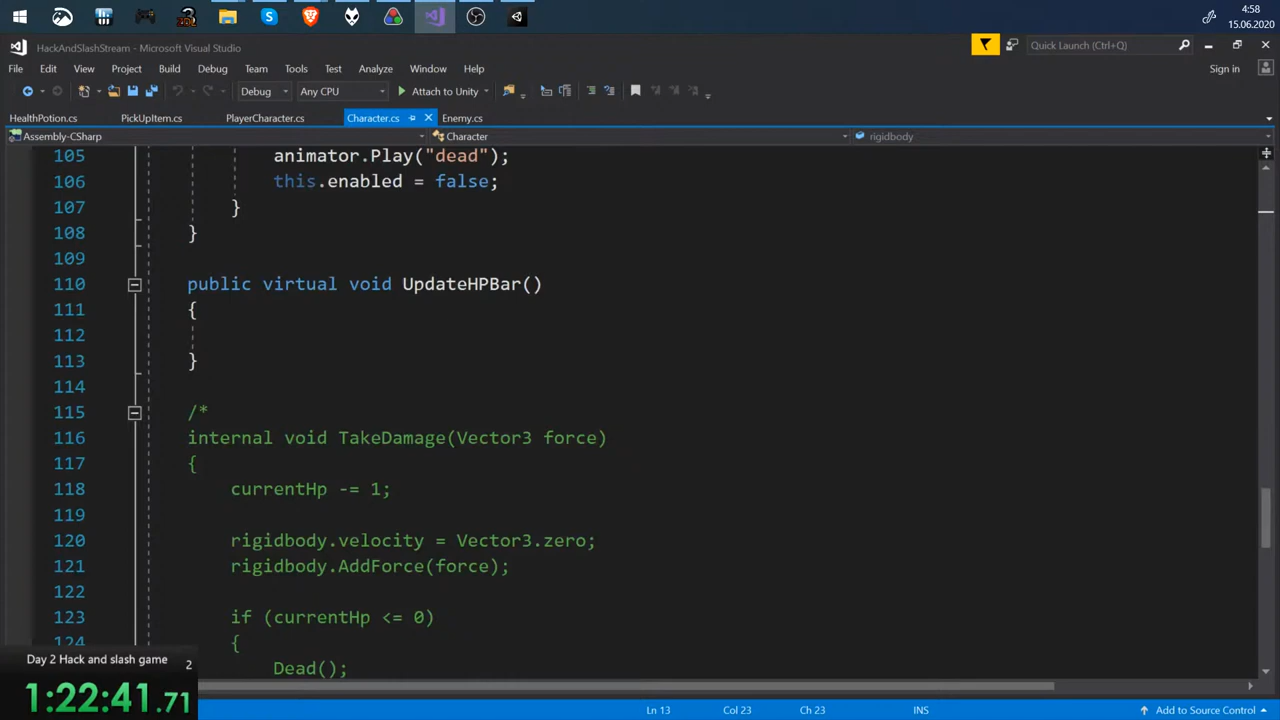 4:58
15.06.2020
HackAndSlashStream - Microsoft Visual Studio
Quick Launch (Ctrl+Q)
File Edit View Project Build Debug Team Tools Test Analyze Window Help
Sign in
Debug Any CPU Attach to Unity
HealthPotion.cs PickUpItem.cs PlayerCharacter.cs Character.cs Enemy.cs
Assembly-CSharp Character rigidbody
105 animator.Play("dead");
106 this.enabled = false;
107 }
108 }
109
110 public virtual void UpdateHPBar()
111 {
112
113 }
114
115 /*
116 internal void TakeDamage(Vector3 force)
117 {
118 currentHp -= 1;
119
120 rigidbody.velocity = Vector3.zero;
121 rigidbody.AddForce(force);
122
123 if (currentHp <= 0)
124 {
Dead();
Day 2 Hack and slash game 2
1:22:41.71
Ln 13 Col 23 Ch 23 INS Add to Source Control